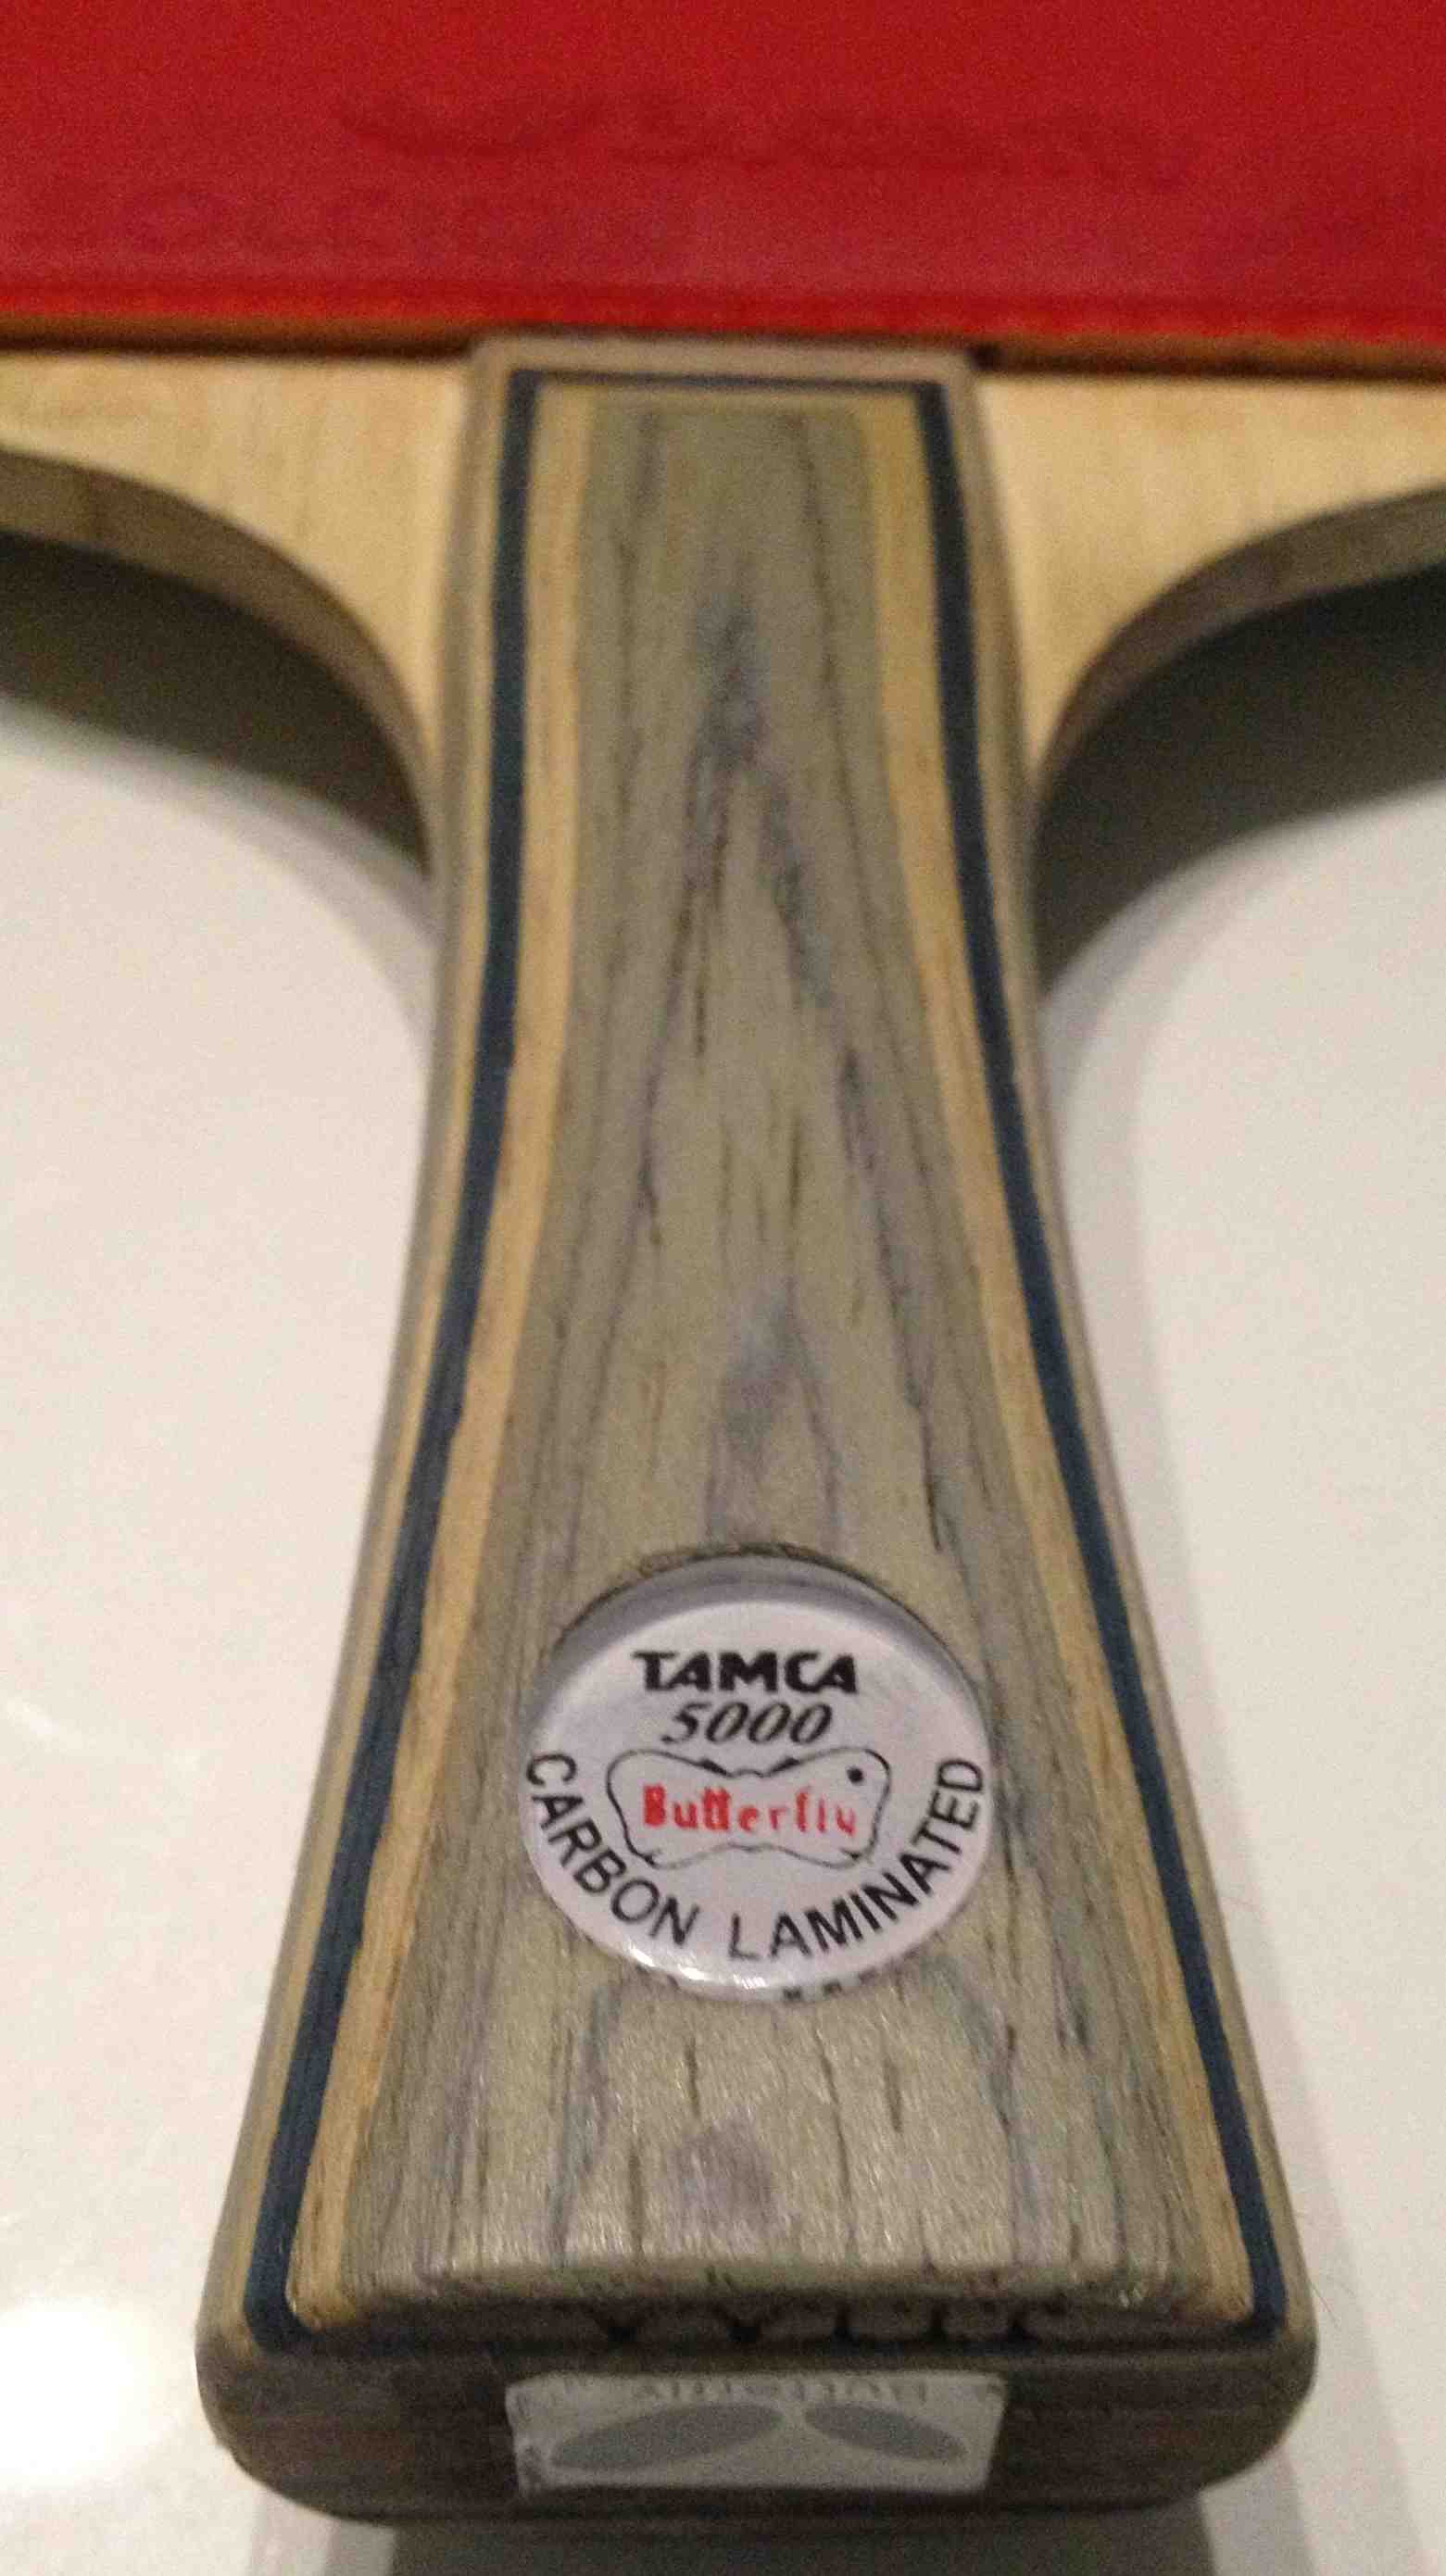 TAMCA
5000
Butterfly
CARBON LAMINATED